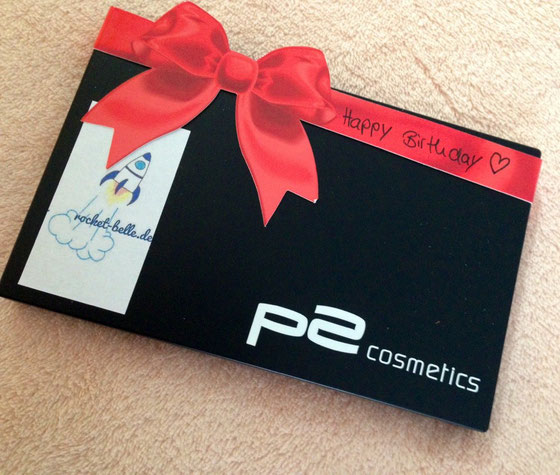 Happy Birthday ♡
rocket-belle.de
p2 cosmetics